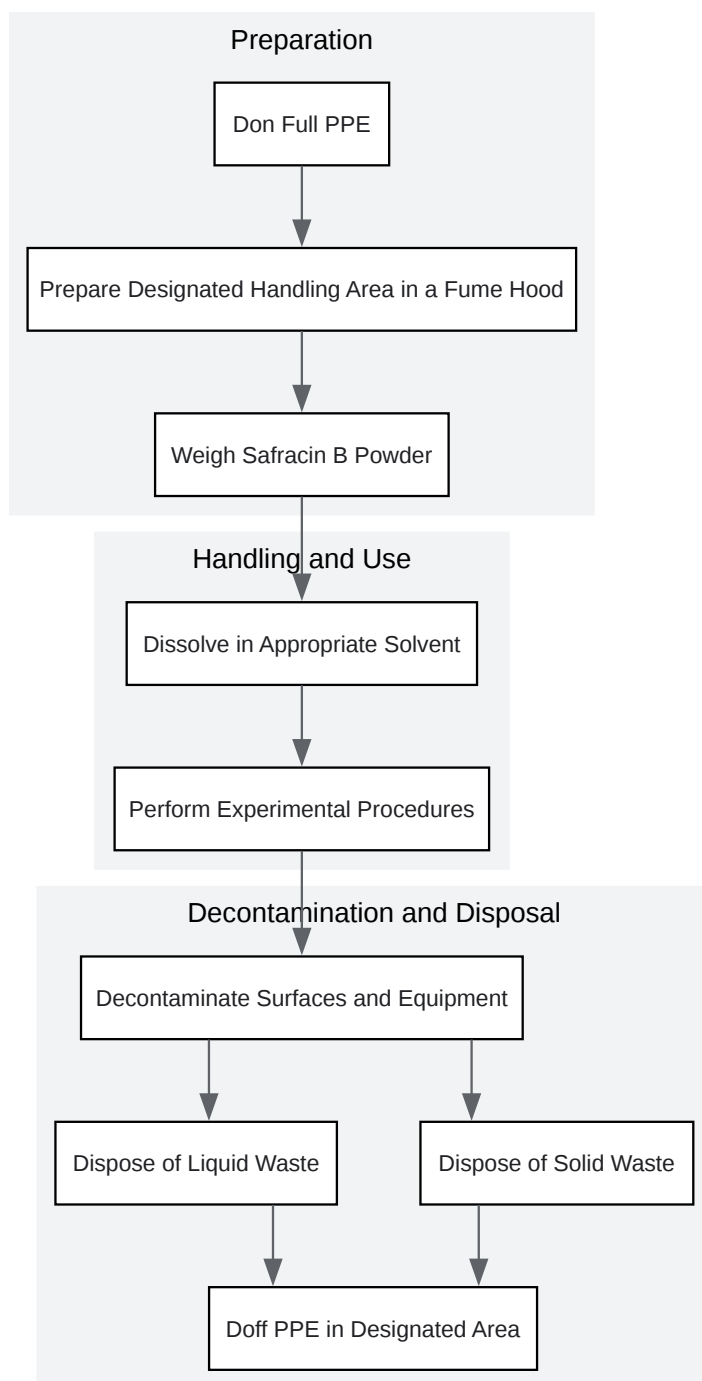 Preparation
Don Full PPE
Prepare Designated Handling Area in a Fume Hood
Weigh Safracin B Powder
Handling and Use
Dissolve in Appropriate Solvent
Perform Experimental Procedures
Decontamination and Disposal
Decontaminate Surfaces and Equipment
Dispose of Liquid Waste
Dispose of Solid Waste
Doff PPE in Designated Area